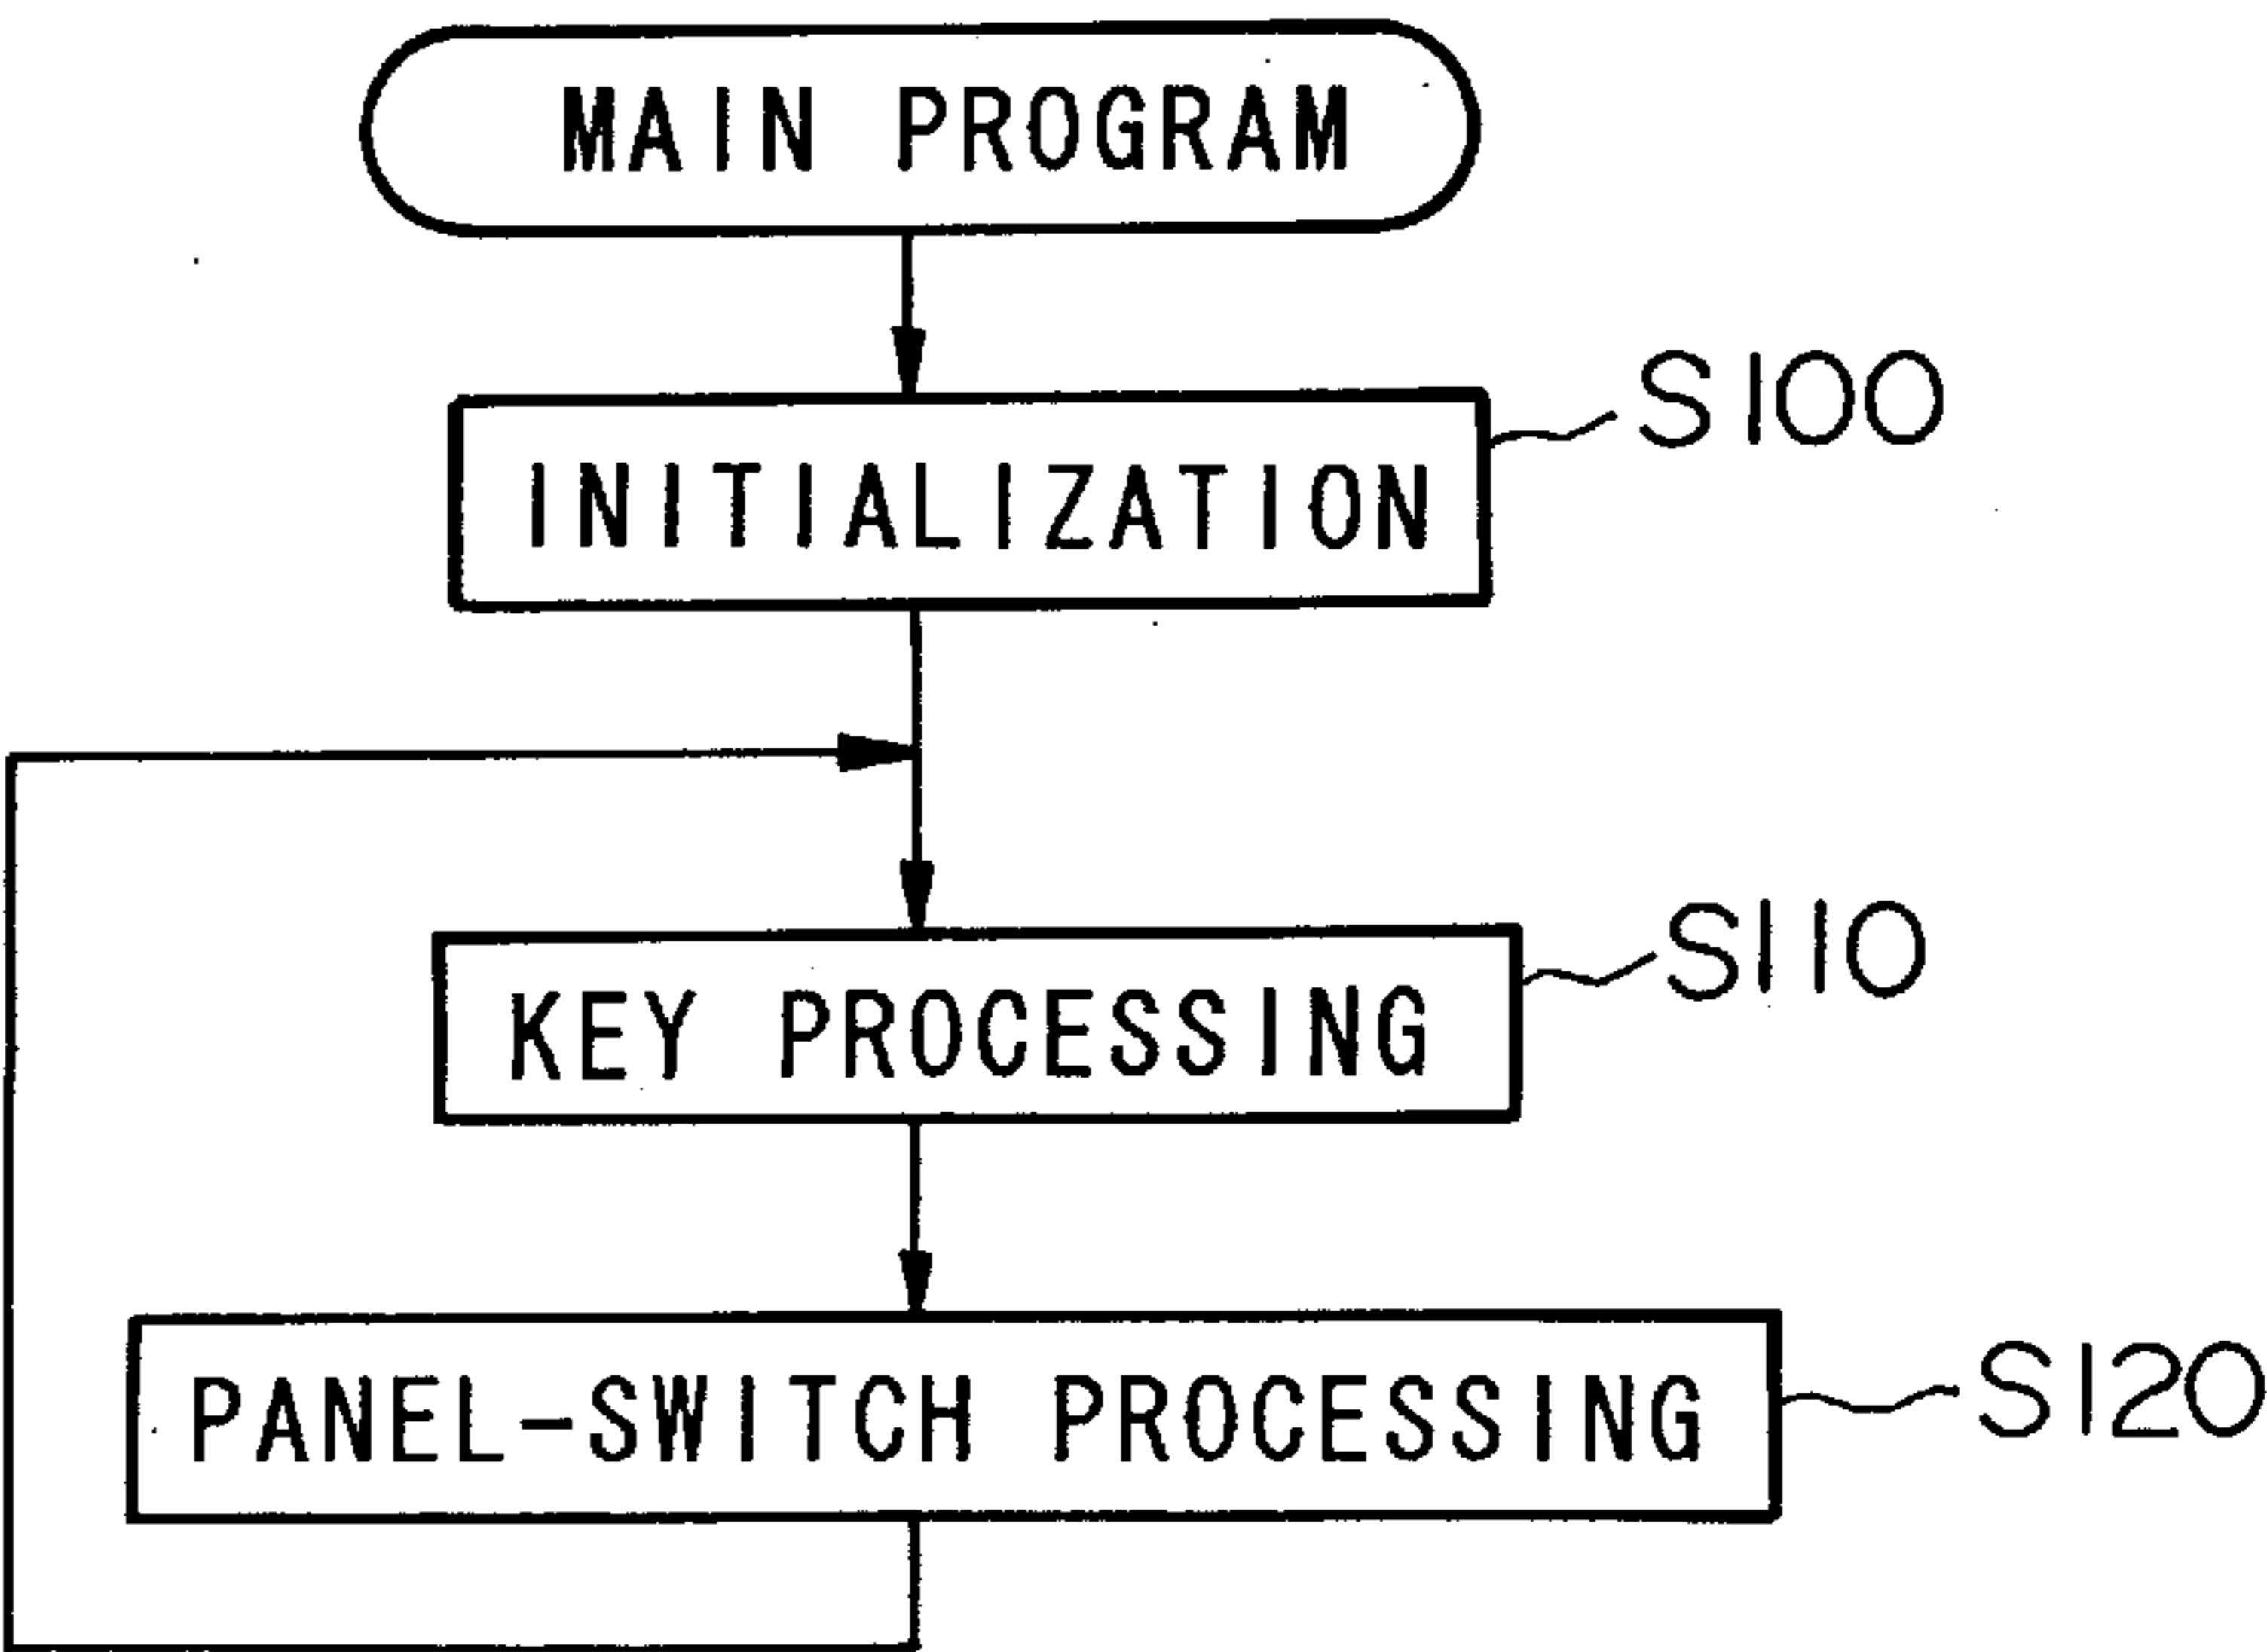 MAIN PROGRAM
S100
INITIALIZATION
S110
KEY PROCESSING
S120
PANEL-SWITCH PROCESSING